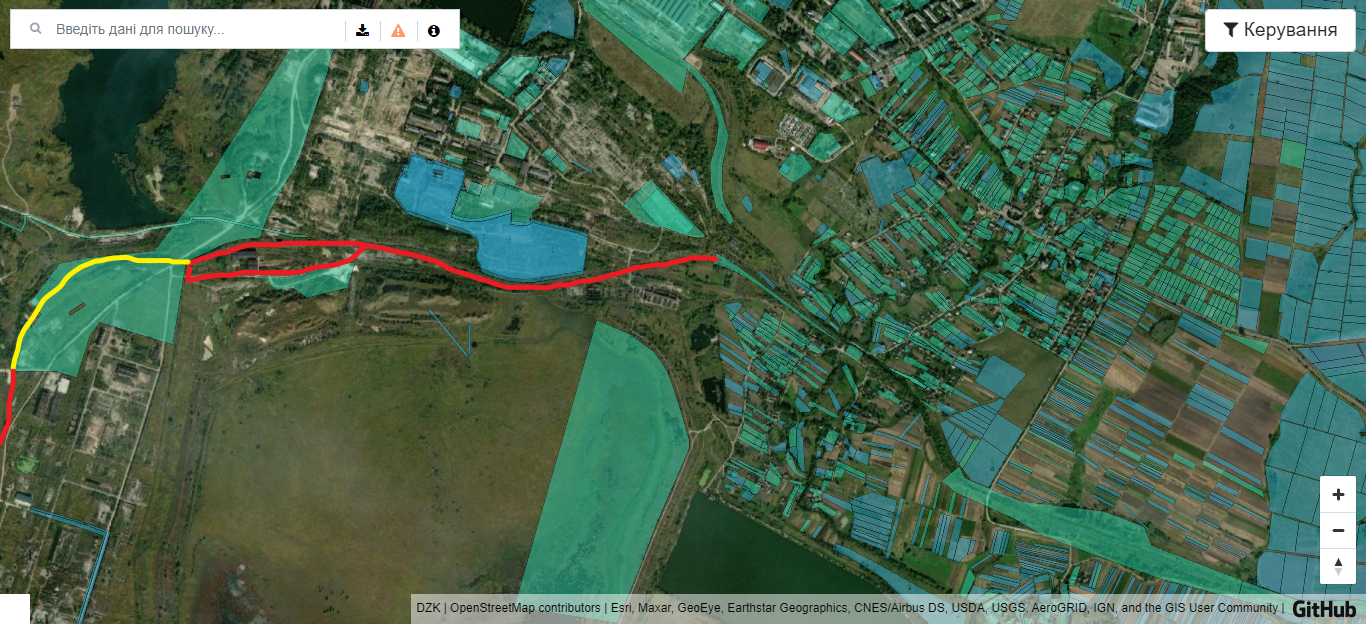 Введіть дані для пошуку...
Керування
DZK | OpenStreetMap contributors | Esri, Maxar, GeoEye, Earthstar Geographics, CNES/Airbus DS, USDA, USGS, AeroGRID, IGN, and the GIS User Community |
GitHub